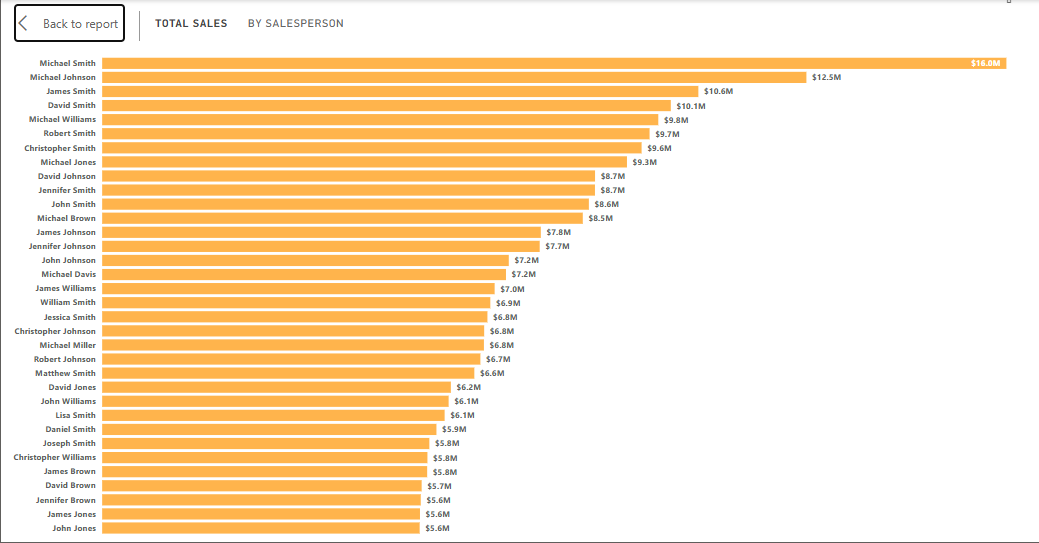 Back to report
TOTAL SALES BY SALESPERSON
Michael Smith $16.0M
Michael Johnson $12.5M
James Smith $10.6M
David Smith $10.1M
Michael Williams $9.8M
Robert Smith $9.7M
Christopher Smith $9.6M
Michael Jones $9.3M
David Johnson $8.7M
Jennifer Smith $8.7M
John Smith $8.6M
Michael Brown $8.5M
James Johnson $7.8M
Jennifer Johnson $7.7M
John Johnson $7.2M
Michael Davis $7.2M
James Williams $7.0M
William Smith $6.9M
Jessica Smith $6.8M
Christopher Johnson $6.8M
Michael Miller $6.8M
Robert Johnson $6.7M
Matthew Smith $6.6M
David Jones $6.2M
John Williams $6.1M
Lisa Smith $6.1M
Daniel Smith $5.9M
Joseph Smith $5.8M
Christopher Williams $5.8M
James Brown $5.8M
David Brown $5.7M
Jennifer Brown $5.6M
James Jones $5.6M
John Jones $5.6M